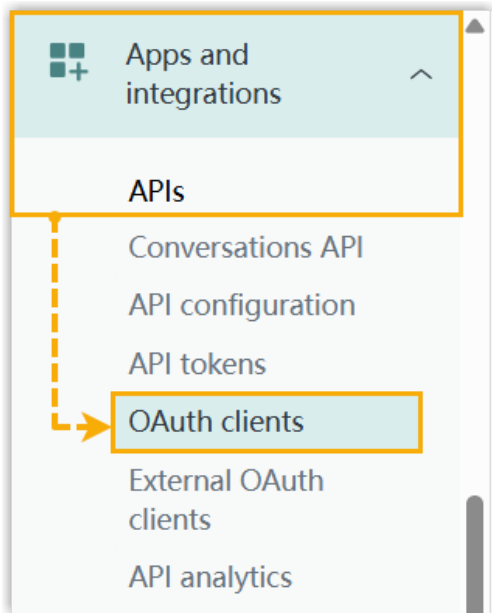 Apps and
integrations
APIs
Conversations API
API configuration
API tokens
OAuth clients
External OAuth
clients
API analytics